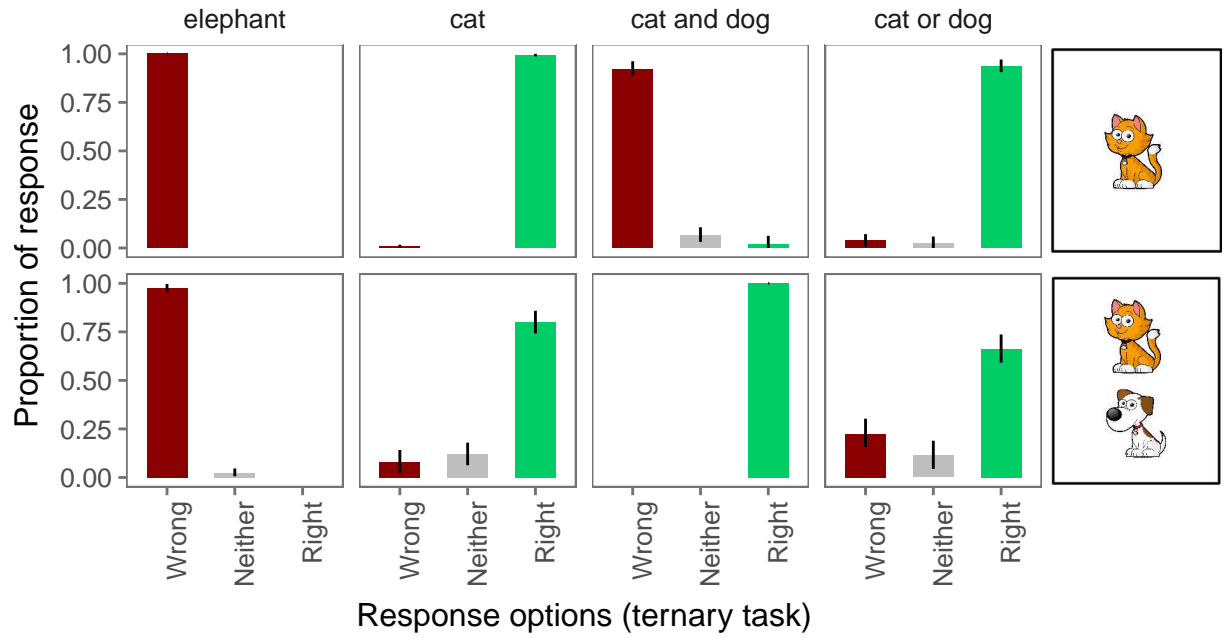 elephant cat cat and dog cat or dog
Proportion of response
1.00
0.75
0.50
0.25
0.00
1.00
0.75
0.50
0.25
0.00
Wrong Neither Right Wrong Neither Right Wrong Neither Right Wrong Neither Right
Response options (ternary task)